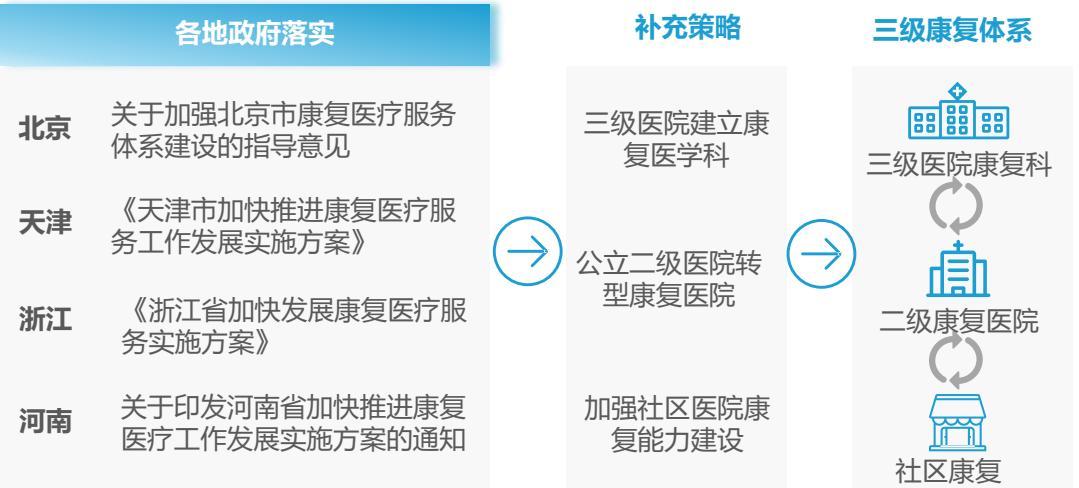 各地政府落实
补充策略
三级康复体系
北京
关于加强北京市康复医疗服务
体系建设的指导意见
天津
《天津市加快推进康复医疗服
务工作发展实施方案》
浙江
《浙江省加快发展康复医疗服
务实施方案》
河南
关于印发河南省加快推进康复
医疗工作发展实施方案的通知
三级医院建立康
复医学科
公立二级医院转
型康复医院
加强社区医院康
复能力建设
三级医院康复科
二级康复医院
社区康复